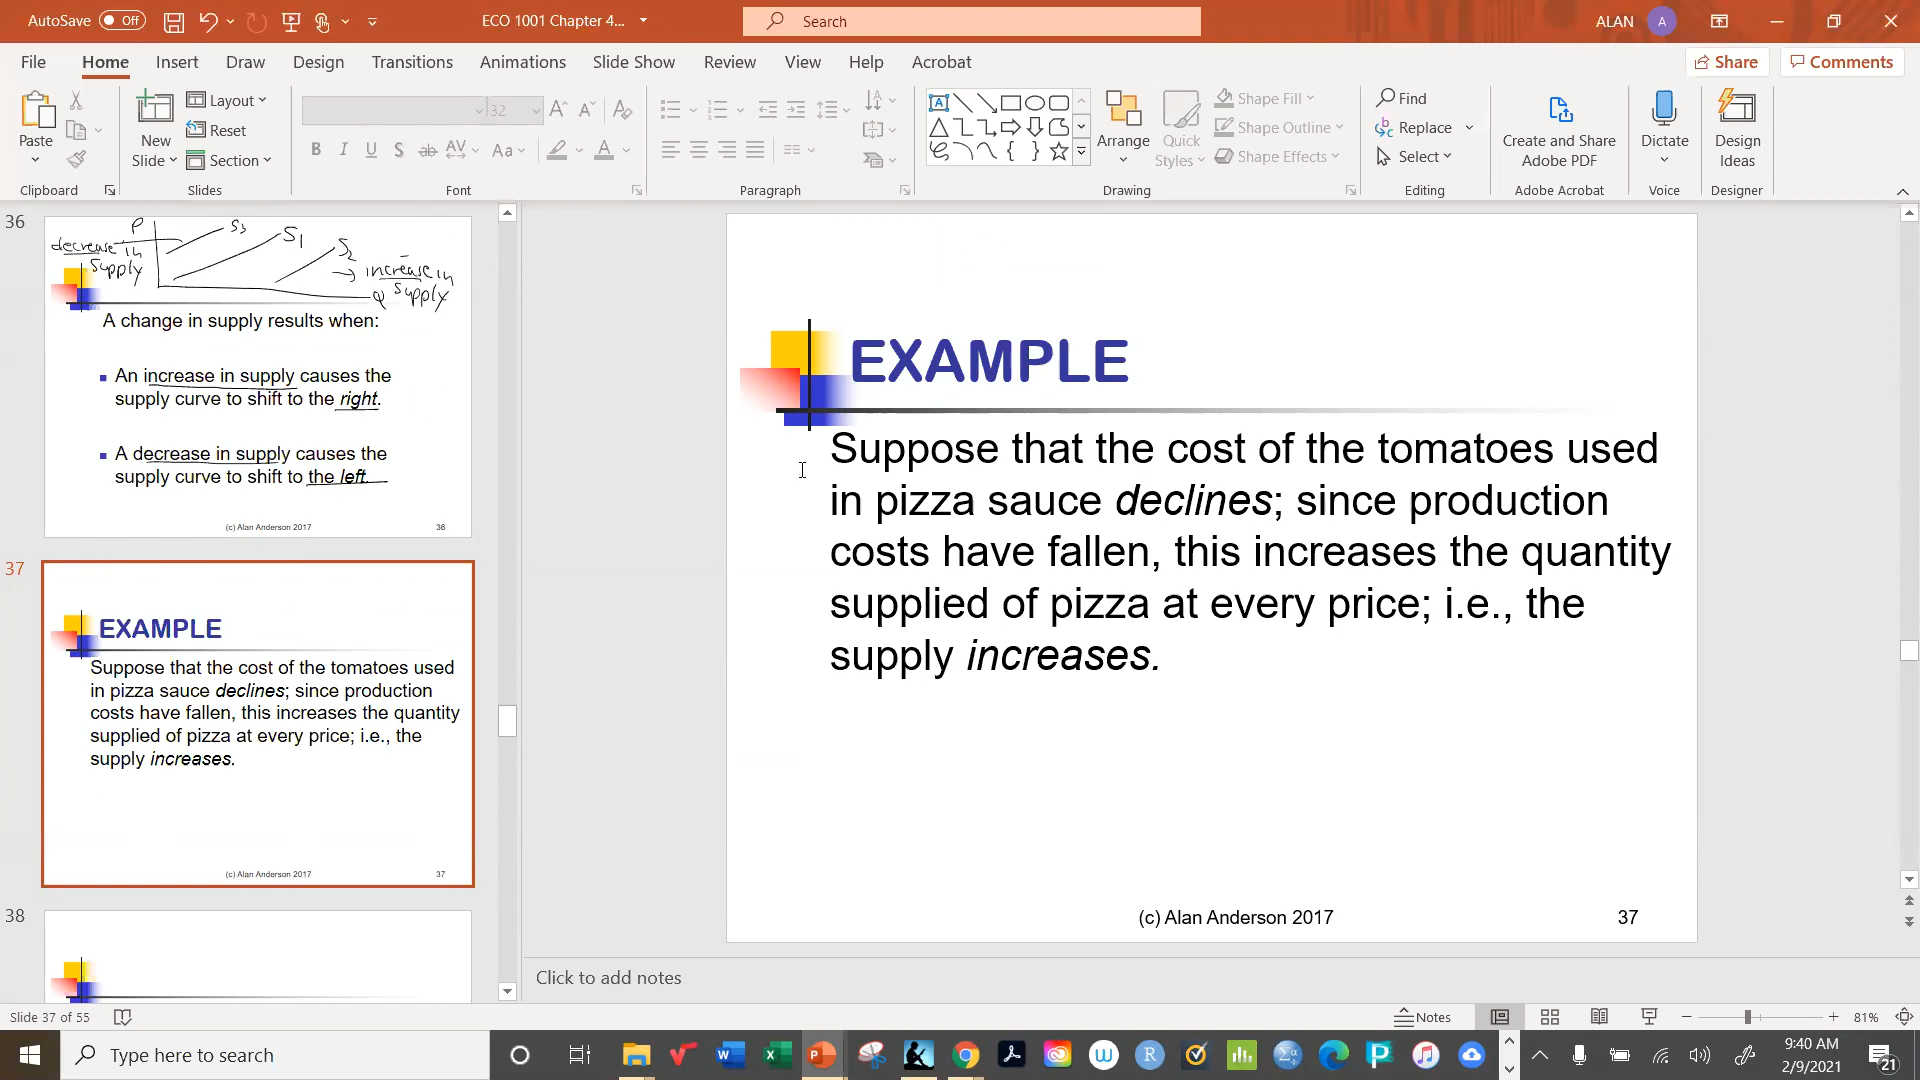 AutoSave Off ECO 1001 Chapter 4... Search ALAN A
File Home Insert Draw Design Transitions Animations Slide Show Review View Help Acrobat Share Comments
Paste New Slide Layout Reset Section 32 B I U S ab AV Aa A Arrange Quick Styles Shape Fill Shape Outline Shape Effects Find Replace Select Create and Share Adobe PDF Dictate Design Ideas
Clipboard Slides Font Paragraph Drawing Editing Adobe Acrobat Voice Designer
36
P S3 S1 S2
decrease in supply
increase in supply
Q
A change in supply results when:
An increase in supply causes the
supply curve to shift to the right.
A decrease in supply causes the
supply curve to shift to the left.
(c) Alan Anderson 2017 36
37
EXAMPLE
Suppose that the cost of the tomatoes used
in pizza sauce declines; since production
costs have fallen, this increases the quantity
supplied of pizza at every price; i.e., the
supply increases.
(c) Alan Anderson 2017 37
38
EXAMPLE
Suppose that the cost of the tomatoes used
in pizza sauce declines; since production
costs have fallen, this increases the quantity
supplied of pizza at every price; i.e., the
supply increases.
(c) Alan Anderson 2017 37
Click to add notes
Slide 37 of 55 Notes 81%
Type here to search 9:40 AM
2/9/2021 21